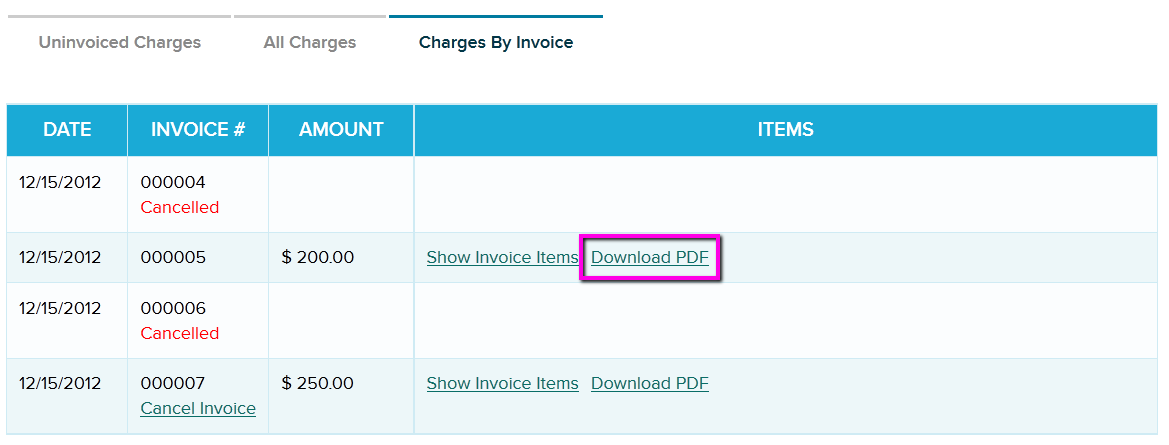 Uninvoiced Charges All Charges Charges By Invoice
DATE INVOICE # AMOUNT ITEMS
12/15/2012 000004
Cancelled
12/15/2012 000005 $ 200.00 Show Invoice Items Download PDF
12/15/2012 000006
Cancelled
12/15/2012 000007 $ 250.00 Show Invoice Items Download PDF
Cancel Invoice